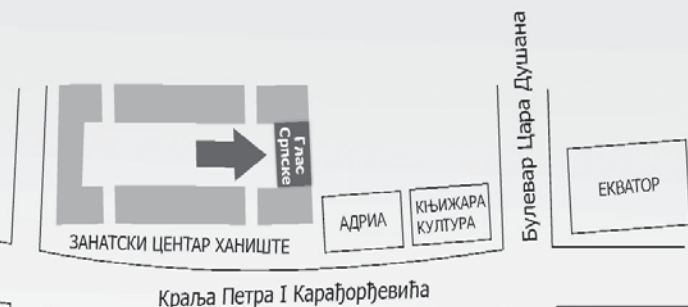 Булевар Цара Душана
Глас
Српске
ЕКВАТОР
КЊИЖАРА
КУЛТУРА
АДРИА
ЗАНАТСКИ ЦЕНТАР ХАНИШТЕ
Краља Петра I Карађорђевића